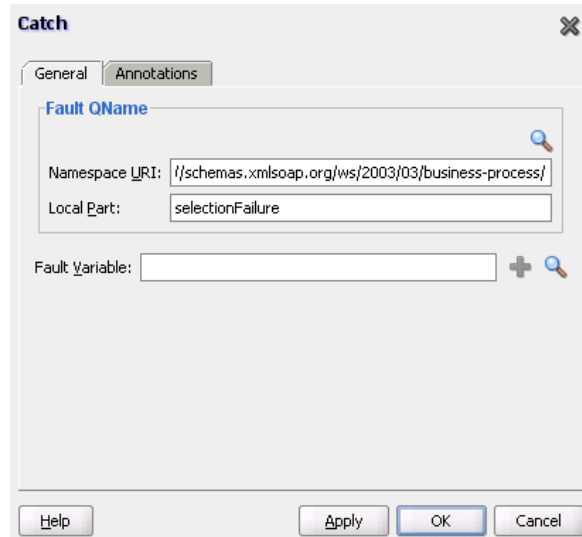 Catch
General Annotations
Fault QName
Namespace URI: //schemas.xmlsoap.org/ws/2003/03/business-process/
Local Part: selectionFailure
Fault Variable:
Help Apply OK Cancel